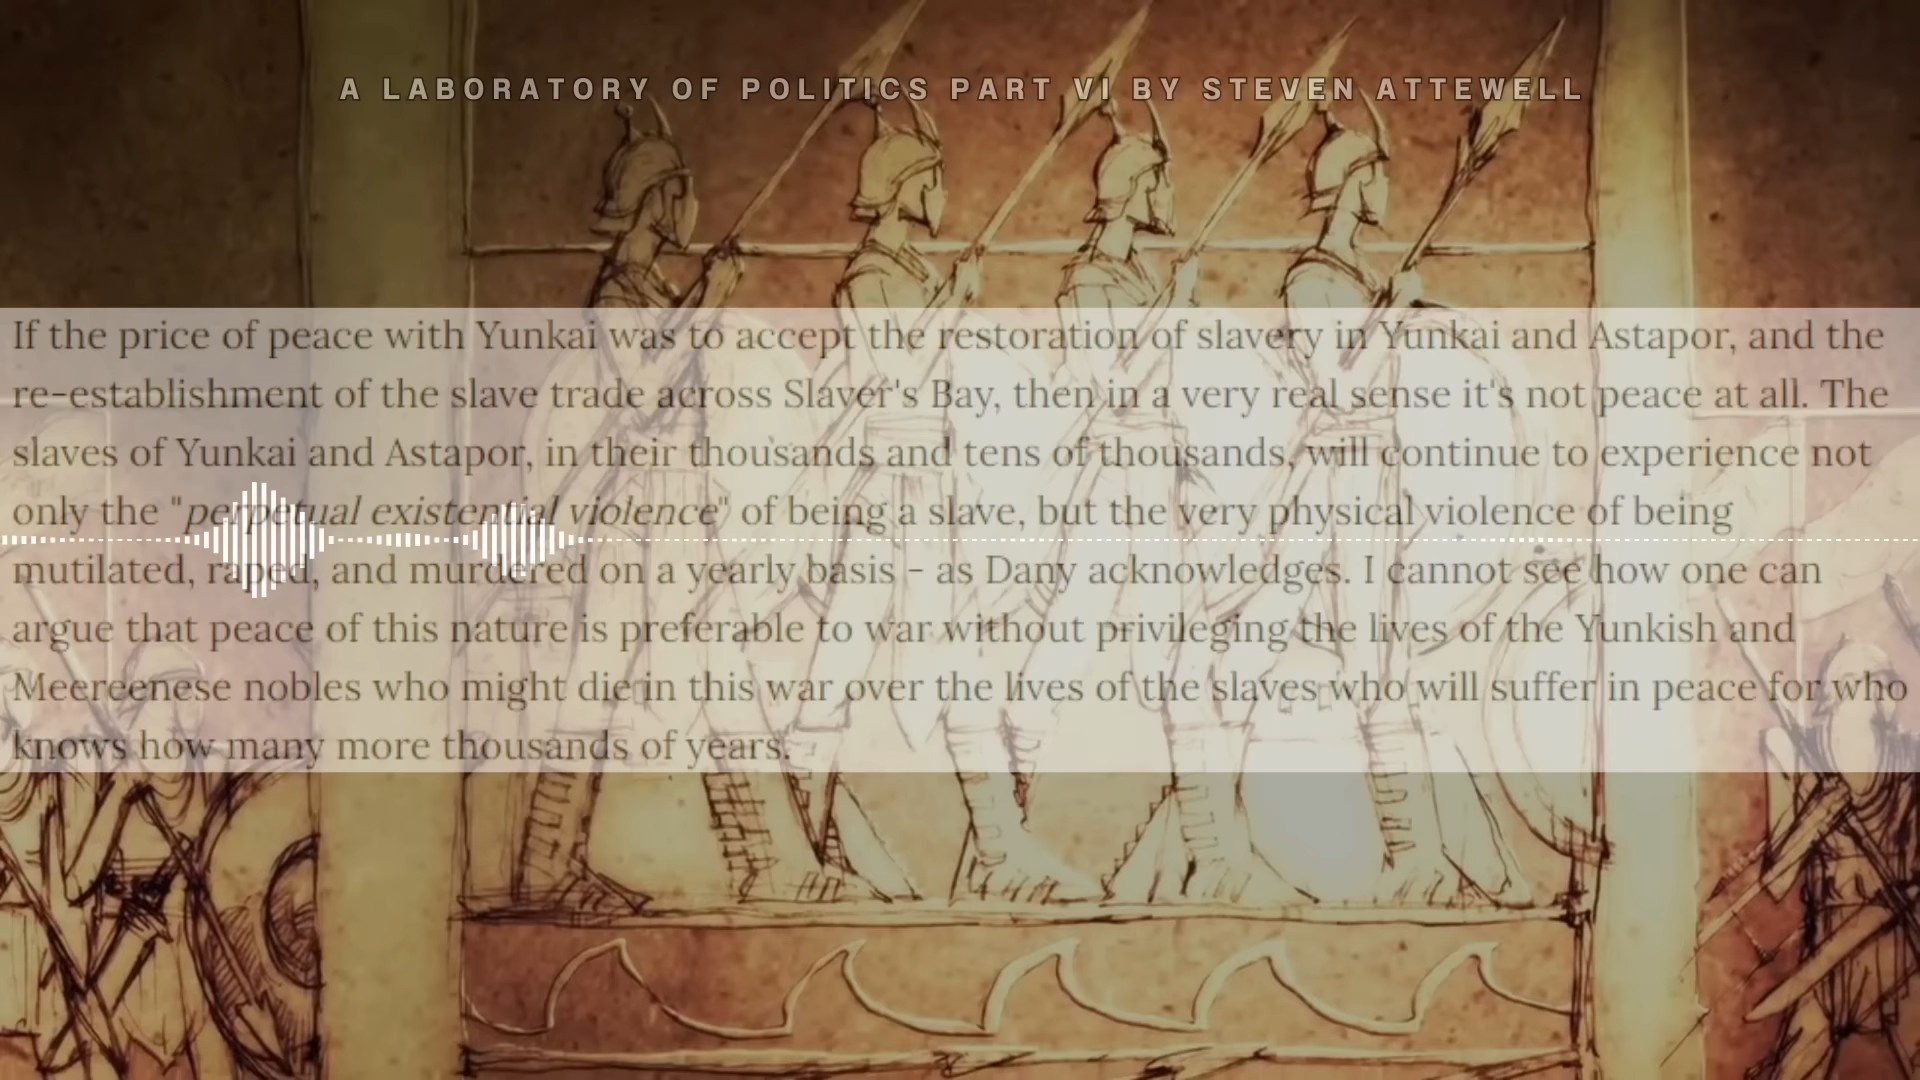 A LABORATORY OF POLITICS PART VI BY STEVEN ATTEWELL
If the price of peace with Yunkai was to accept the restoration of slavery in Yunkai and Astapor, and the
re-establishment of the slave trade across Slaver's Bay, then in a very real sense it's not peace at all. The
slaves of Yunkai and Astapor, in their thousands and tens of thousands, will continue to experience not
only the "perpetual existential violence" of being a slave, but the very physical violence of being
mutilated, raped, and murdered on a yearly basis - as Dany acknowledges. I cannot see how one can
argue that peace of this nature is preferable to war without privileging the lives of the Yunkish and
Meereenese nobles who might die in this war over the lives of the slaves who will suffer in peace for who
knows how many more thousands of years.